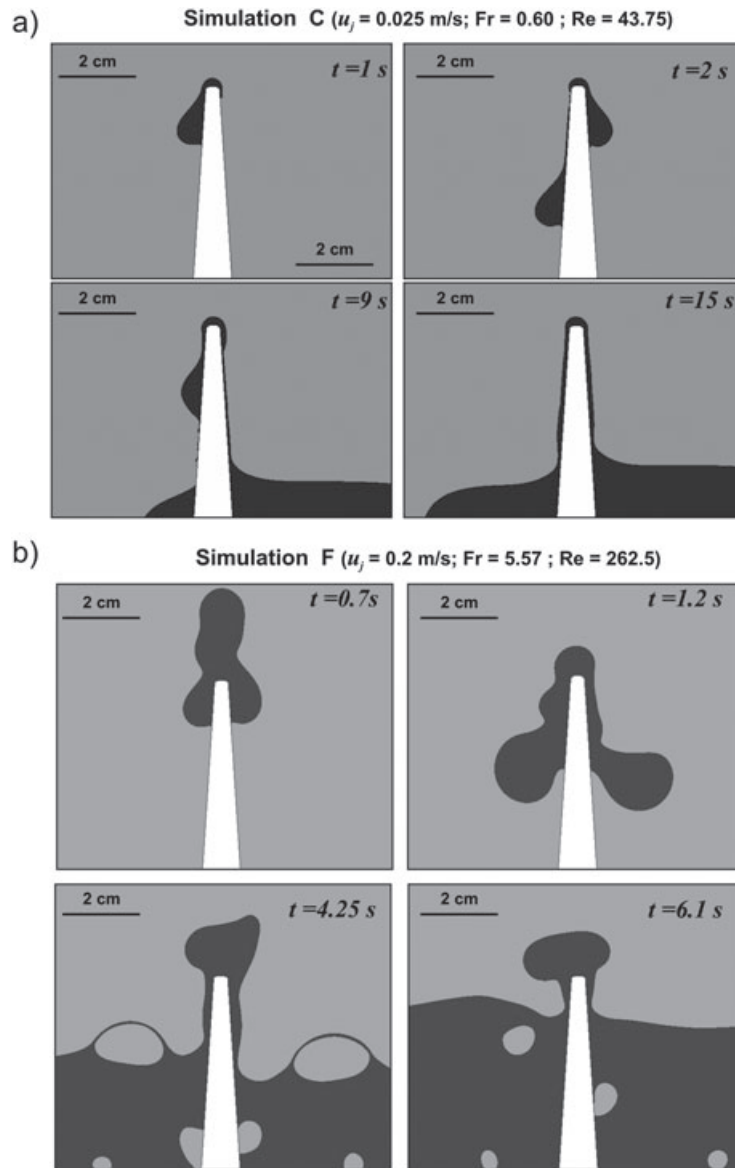 a)
Simulation C (u_j = 0.025 m/s; Fr = 0.60 ; Re = 43.75)
2 cm
t =1 s
2 cm
2 cm
t =2 s
2 cm
t =9 s
2 cm
t =15 s
b)
Simulation F (u_j = 0.2 m/s; Fr = 5.57 ; Re = 262.5)
2 cm
t =0.7s
2 cm
t =1.2 s
2 cm
t =4.25 s
2 cm
t =6.1 s